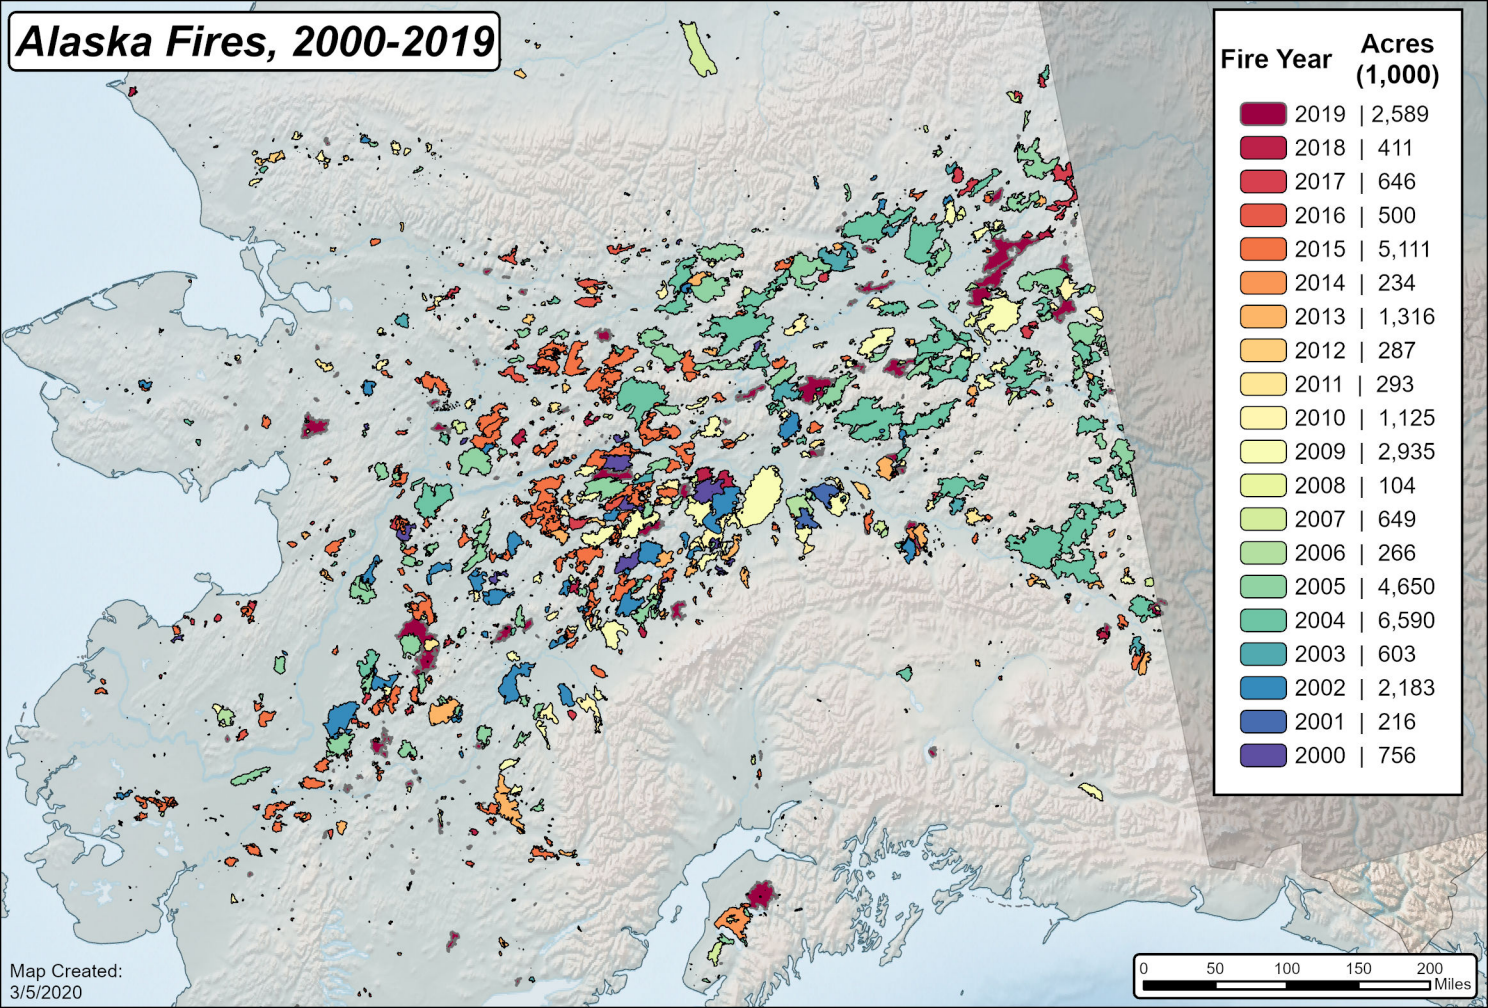 Alaska Fires, 2000-2019
Fire Year Acres (1,000)
2019 | 2,589
2018 | 411
2017 | 646
2016 | 500
2015 | 5,111
2014 | 234
2013 | 1,316
2012 | 287
2011 | 293
2010 | 1,125
2009 | 2,935
2008 | 104
2007 | 649
2006 | 266
2005 | 4,650
2004 | 6,590
2003 | 603
2002 | 2,183
2001 | 216
2000 | 756
Map Created:
3/5/2020
0 50 100 150 200
Miles